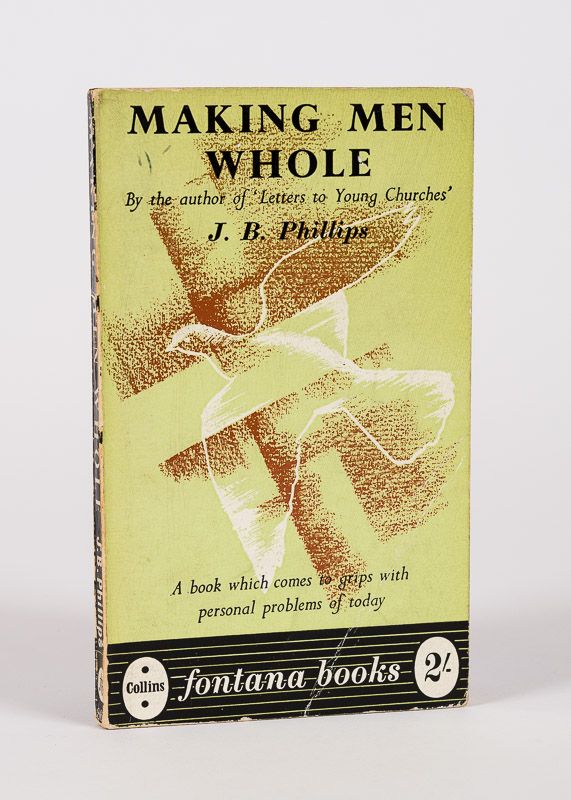 MAKING MEN
WHOLE
By the author of 'Letters to Young Churches'
J. B. Phillips
A book which comes to grips with
personal problems of today
Collins
fontana books
2/-
J.B. Phillips